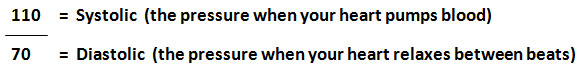 110 = Systolic (the pressure when your heart pumps blood)
70 = Diastolic (the pressure when your heart relaxes between beats)